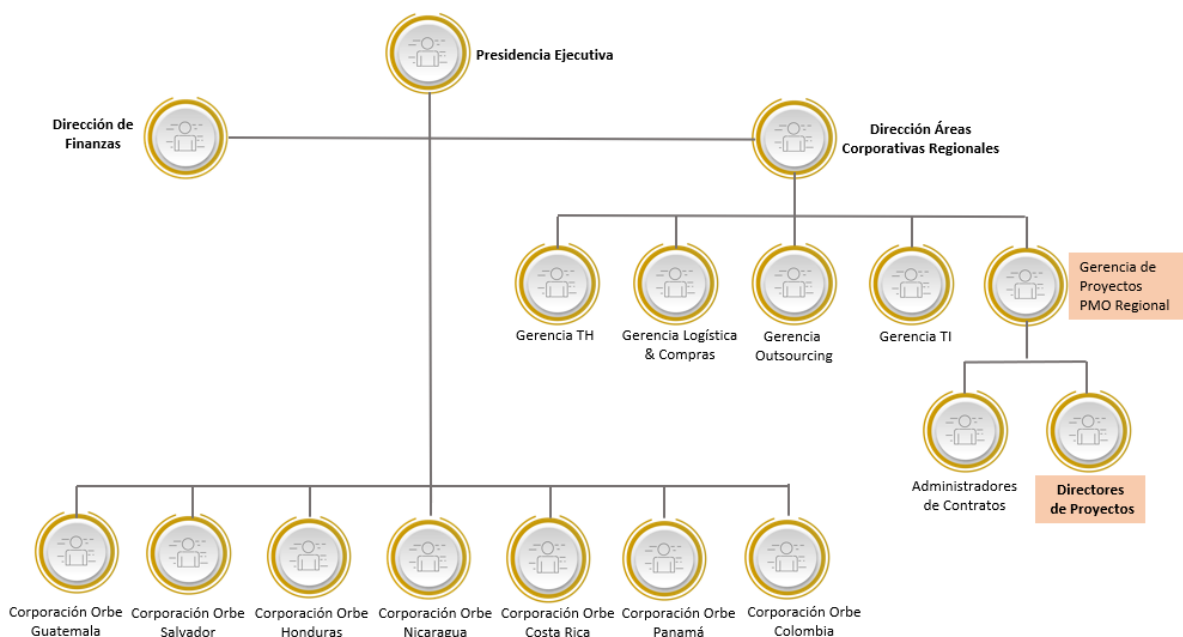 Presidencia Ejecutiva
Dirección de
Finanzas
Dirección Áreas
Corporativas Regionales
Gerencia TH
Gerencia Logística
& Compras
Gerencia
Outsourcing
Gerencia TI
Gerencia de
Proyectos
PMO Regional
Administradores
de Contratos
Directores
de Proyectos
Corporación Orbe
Guatemala
Corporación Orbe
Salvador
Corporación Orbe
Honduras
Corporación Orbe
Nicaragua
Corporación Orbe
Costa Rica
Corporación Orbe
Panamá
Corporación Orbe
Colombia